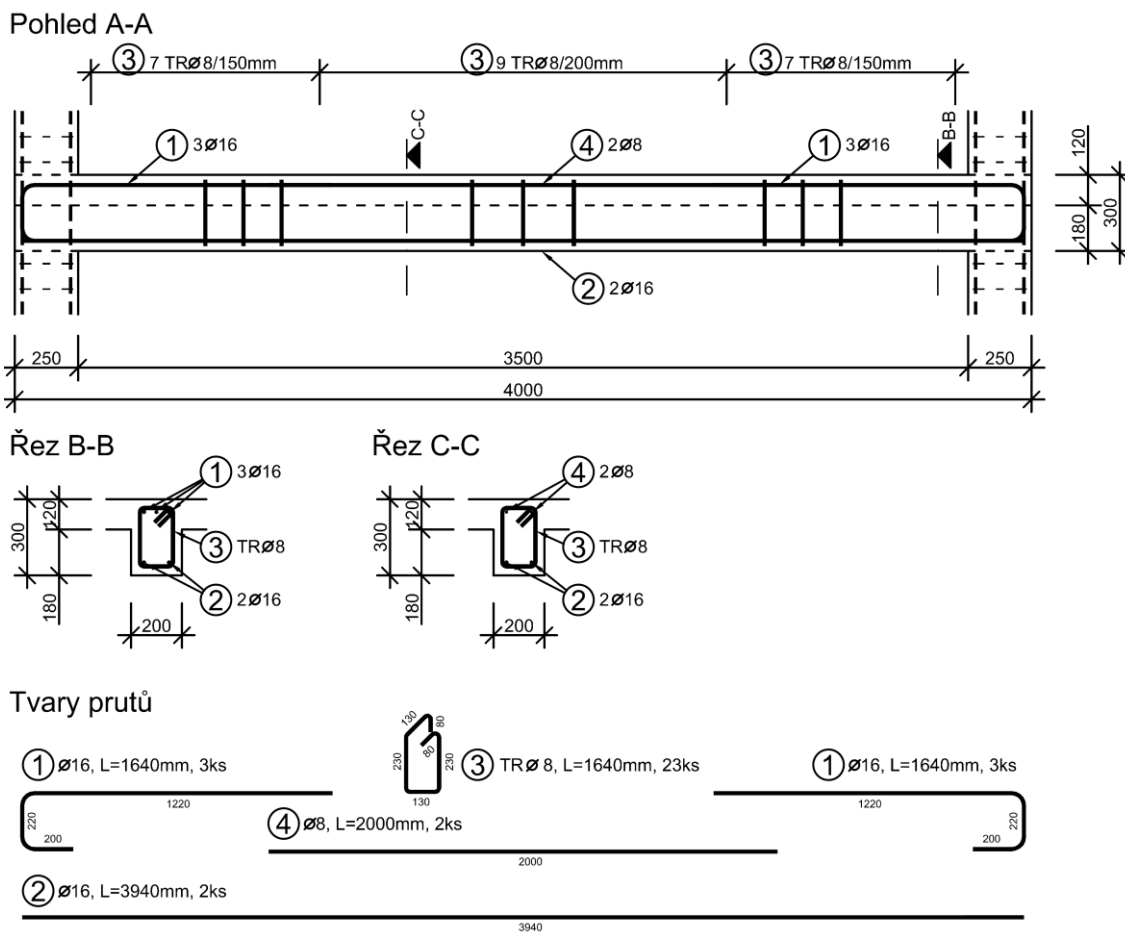 Pohled A-A
③ 7 TRØ8/150mm
③ 9 TRØ8/200mm
③ 7 TRØ8/150mm
C-C
B-B
① 3Ø16
④ 2Ø8
① 3Ø16
120
180
300
② 2Ø16
250
3500
250
4000
Řez B-B
Řez C-C
① 3Ø16
③ TRØ8
② 2Ø16
300
120
180
200
④ 2Ø8
③ TRØ8
② 2Ø16
300
120
180
200
Tvary prutů
① Ø16, L=1640mm, 3ks
130
80
80
230
230
130
③ TRØ 8, L=1640mm, 23ks
① Ø16, L=1640mm, 3ks
1220
1220
220
200
④ Ø8, L=2000mm, 2ks
200
220
2000
② Ø16, L=3940mm, 2ks
3940